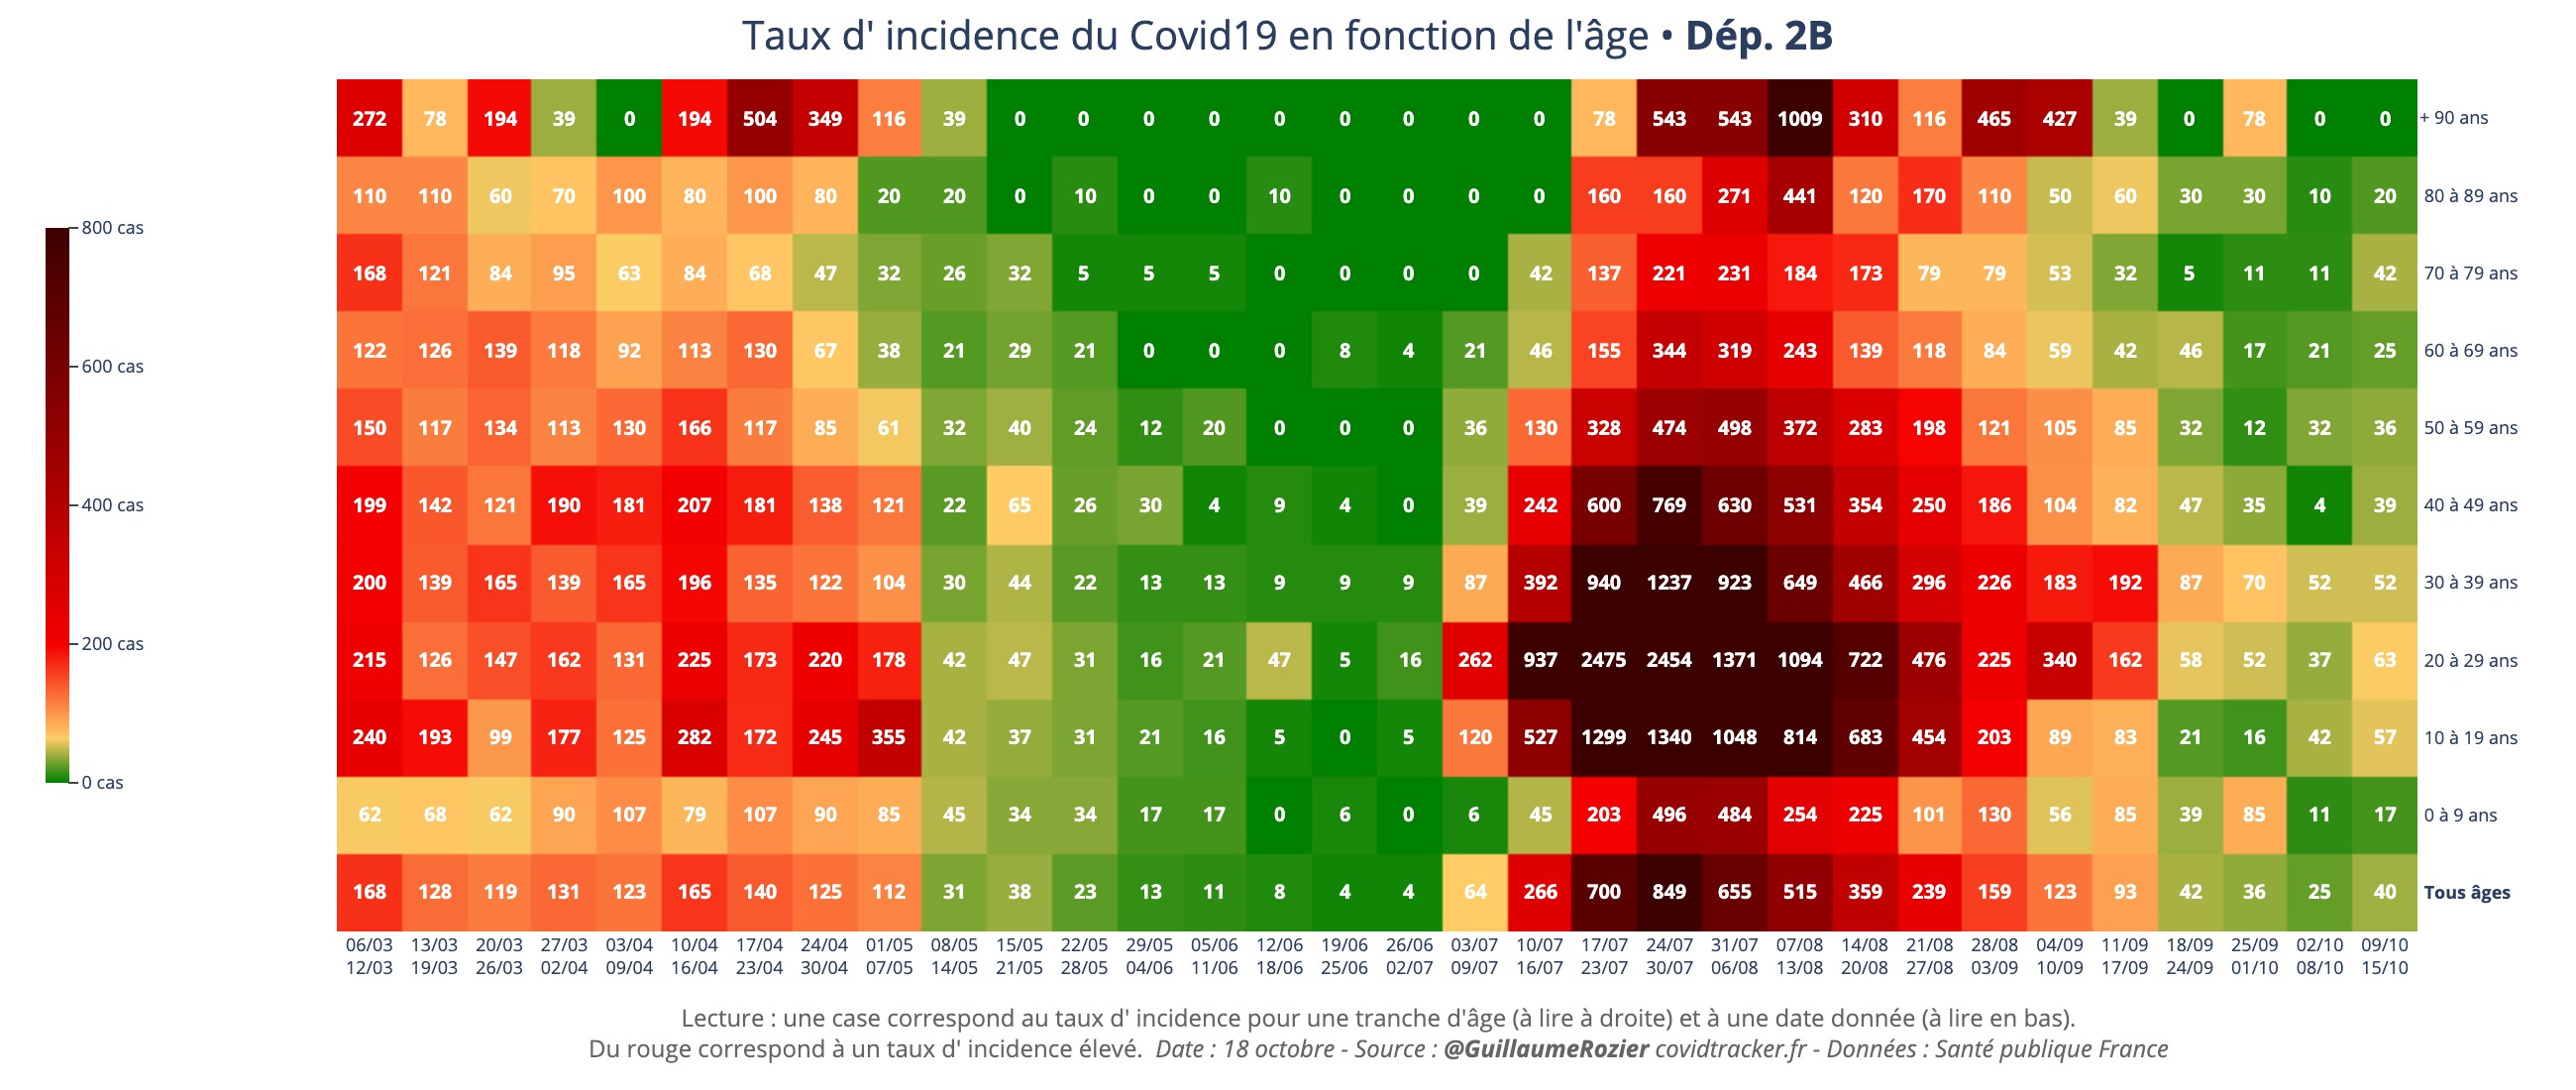 Taux d' incidence du Covid19 en fonction de l'âge • Dép. 2B
272 78 194 39 0 194 504 349 116 39 0 0 0 0 0 0 0 0 0 78 543 543 1009 310 116 465 427 39 0 78 0 0 + 90 ans
110 110 60 70 100 80 100 80 20 20 0 10 0 0 10 0 0 0 0 160 160 271 441 120 170 110 50 60 30 30 10 20 80 à 89 ans
800 cas
168 121 84 95 63 84 68 47 32 26 32 5 5 5 0 0 0 0 42 137 221 231 184 173 79 79 53 32 5 11 11 42 70 à 79 ans
122 126 139 118 92 113 130 67 38 21 29 21 0 0 0 8 4 21 46 155 344 319 243 139 118 84 59 42 46 17 21 25 60 à 69 ans
600 cas
150 117 134 113 130 166 117 85 61 32 40 24 12 20 0 0 0 36 130 328 474 498 372 283 198 121 105 85 32 12 32 36 50 à 59 ans
400 cas
199 142 121 190 181 207 181 138 121 22 65 26 30 4 9 4 0 39 242 600 769 630 531 354 250 186 104 82 47 35 4 39 40 à 49 ans
200 139 165 139 165 196 135 122 104 30 44 22 13 13 9 9 9 87 392 940 1237 923 649 466 296 226 183 192 87 70 52 52 30 à 39 ans
200 cas
215 126 147 162 131 225 173 220 178 42 47 31 16 21 47 5 16 262 937 2475 2454 1371 1094 722 476 225 340 162 58 52 37 63 20 à 29 ans
240 193 99 177 125 282 172 245 355 42 37 31 21 16 5 0 5 120 527 1299 1340 1048 814 683 454 203 89 83 21 16 42 57 10 à 19 ans
0 cas
62 68 62 90 107 79 107 90 85 45 34 34 17 17 0 6 0 6 45 203 496 484 254 225 101 130 56 85 39 85 11 17 0 à 9 ans
168 128 119 131 123 165 140 125 112 31 38 23 13 11 8 4 4 64 266 700 849 655 515 359 239 159 123 93 42 36 25 40 Tous âges
06/03 13/03 20/03 27/03 03/04 10/04 17/04 24/04 01/05 08/05 15/05 22/05 29/05 05/06 12/06 19/06 26/06 03/07 10/07 17/07 24/07 31/07 07/08 14/08 21/08 28/08 04/09 11/09 18/09 25/09 02/10 09/10
12/03 19/03 26/03 02/04 09/04 16/04 23/04 30/04 07/05 14/05 21/05 28/05 04/06 11/06 18/06 25/06 02/07 09/07 16/07 23/07 30/07 06/08 13/08 20/08 27/08 03/09 10/09 17/09 24/09 01/10 08/10 15/10
Lecture : une case correspond au taux d' incidence pour une tranche d'âge (à lire à droite) et à une date donnée (à lire en bas).
Du rouge correspond à un taux d' incidence élevé. Date : 18 octobre - Source : @GuillaumeRozier covidtracker.fr - Données : Santé publique France